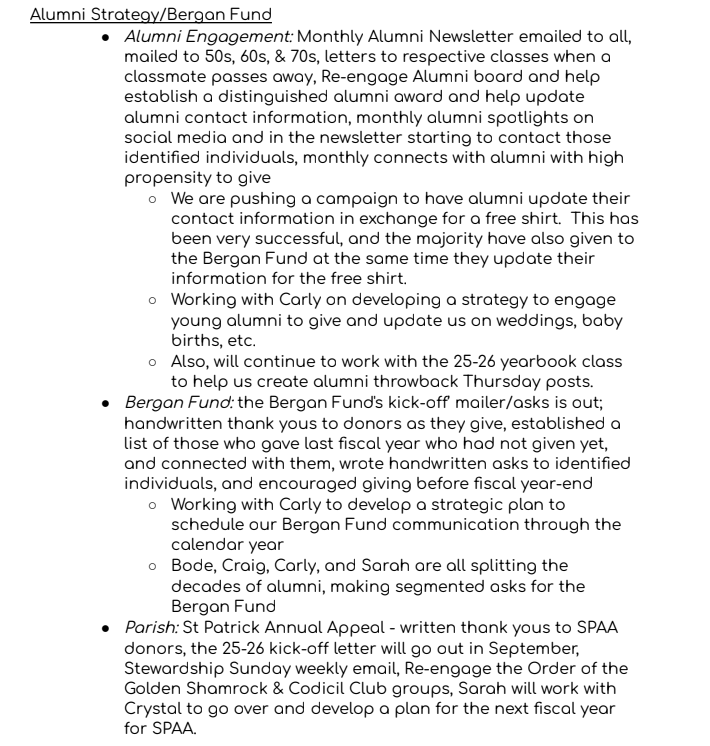 Alumni Strategy/Bergan Fund
● Alumni Engagement: Monthly Alumni Newsletter emailed to all,
mailed to 50s, 60s, & 70s, letters to respective classes when a
classmate passes away, Re-engage Alumni board and help
establish a distinguished alumni award and help update
alumni contact information, monthly alumni spotlights on
social media and in the newsletter starting to contact those
identified individuals, monthly connects with alumni with high
propensity to give
○ We are pushing a campaign to have alumni update their
contact information in exchange for a free shirt.  This has
been very successful, and the majority have also given to
the Bergan Fund at the same time they update their
information for the free shirt.
○ Working with Carly on developing a strategy to engage
young alumni to give and update us on weddings, baby
births, etc.
○ Also, will continue to work with the 25-26 yearbook class
to help us create alumni throwback Thursday posts.
● Bergan Fund: the Bergan Fund's kick-off' mailer/asks is out;
handwritten thank yous to donors as they give, established a
list of those who gave last fiscal year who had not given yet,
and connected with them, wrote handwritten asks to identified
individuals, and encouraged giving before fiscal year-end
○ Working with Carly to develop a strategic plan to
schedule our Bergan Fund communication through the
calendar year
○ Bode, Craig, Carly, and Sarah are all splitting the
decades of alumni, making segmented asks for the
Bergan Fund
● Parish: St Patrick Annual Appeal - written thank yous to SPAA
donors, the 25-26 kick-off letter will go out in September,
Stewardship Sunday weekly email, Re-engage the Order of the
Golden Shamrock & Codicil Club groups, Sarah will work with
Crystal to go over and develop a plan for the next fiscal year
for SPAA.